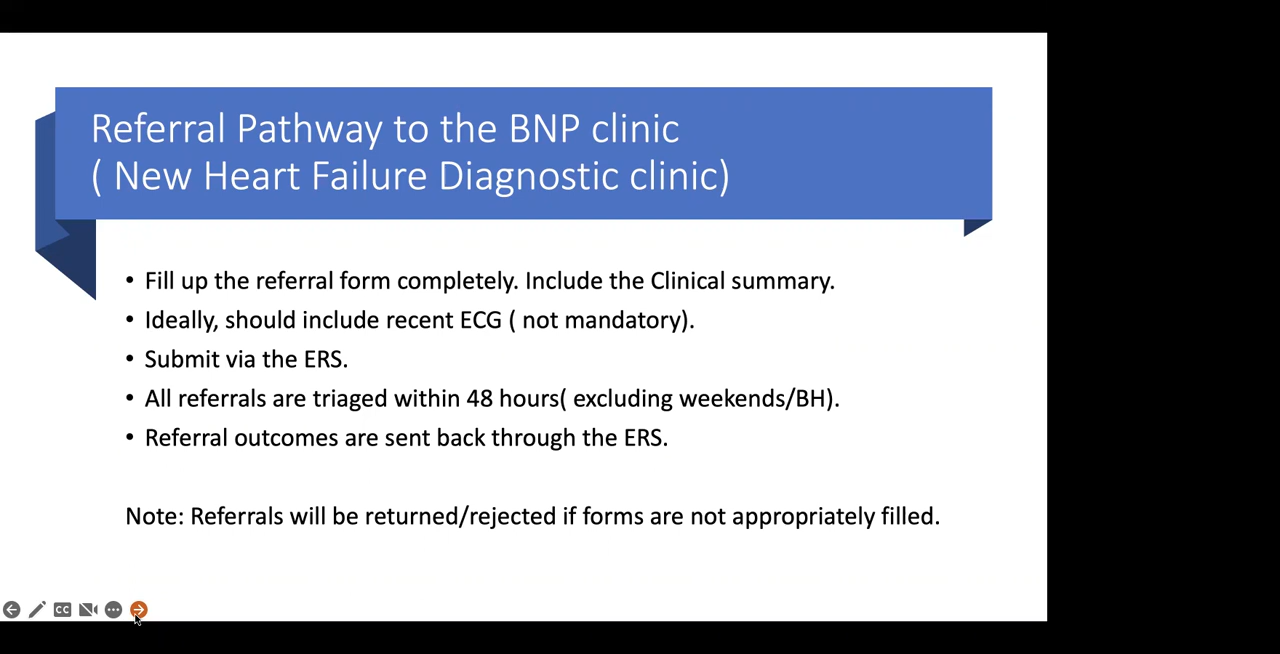 Referral Pathway to the BNP clinic
( New Heart Failure Diagnostic clinic)
• Fill up the referral form completely. Include the Clinical summary.
• Ideally, should include recent ECG ( not mandatory).
• Submit via the ERS.
• All referrals are triaged within 48 hours( excluding weekends/BH).
• Referral outcomes are sent back through the ERS.
Note: Referrals will be returned/rejected if forms are not appropriately filled.
CC